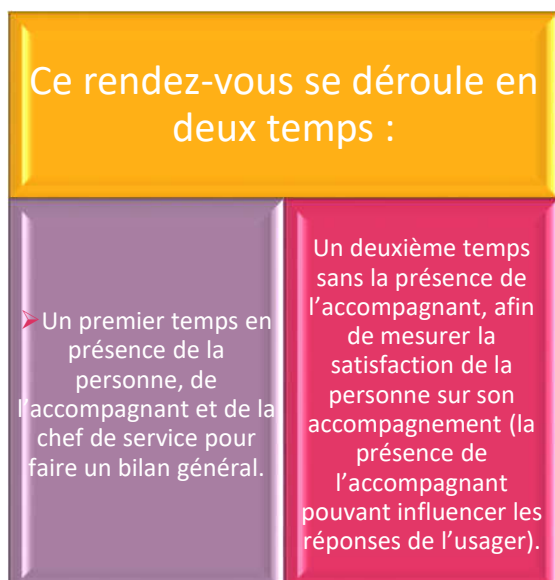 Ce rendez-vous se déroule en
deux temps :
Un premier temps en
présence de la
personne, de
l'accompagnant et de la
chef de service pour
faire un bilan général.
Un deuxième temps
sans la présence de
l'accompagnant, afin
de mesurer la
satisfaction de la
personne sur son
accompagnement (la
présence de
l'accompagnant
pouvant influencer les
réponses de l'usager).